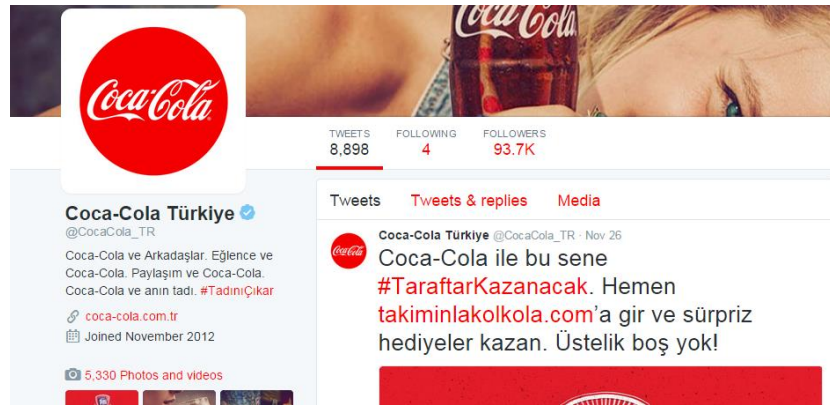 Coca-Cola
Coca-Cola
TWEETS FOLLOWING FOLLOWERS
8,898 4 93.7K
Tweets Tweets & replies Media
Coca-Cola Türkiye
@CocaCola_TR
Coca-Cola ve Arkadaşlar. Eğlence ve
Coca-Cola. Paylaşım ve Coca-Cola.
Coca-Cola ve anın tadı. #TadınıÇıkar
coca-cola.com.tr
Joined November 2012
5,330 Photos and videos
Coca-Cola
Coca-Cola Türkiye @CocaCola_TR · Nov 26
Coca-Cola ile bu sene
#TaraftarKazanacak. Hemen
takiminlakolkola.com’a gir ve sürpriz
hediyeler kazan. Üstelik boş yok!